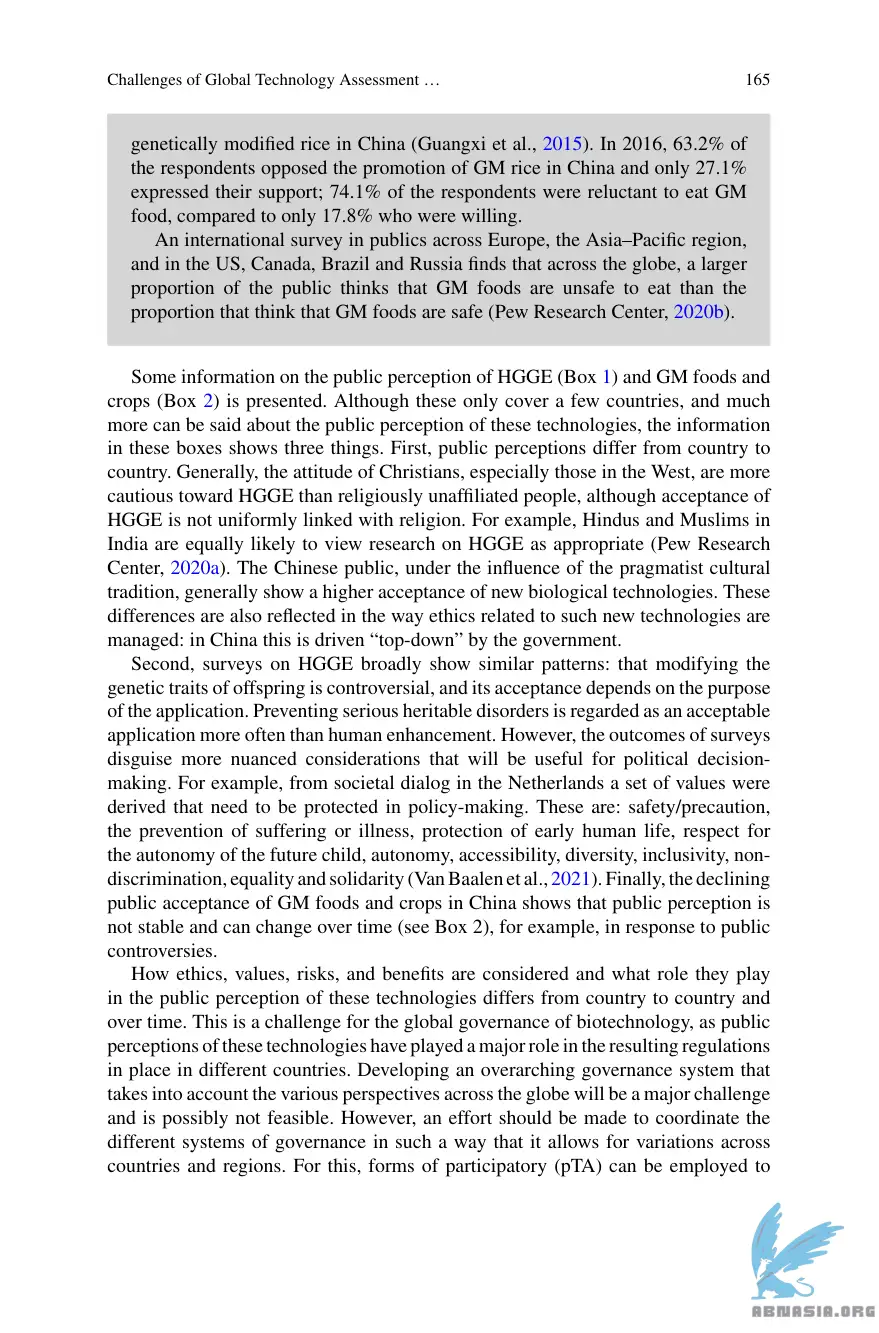 Challenges of Global Technology Assessment … 165
genetically modified rice in China (Guangxi et al., 2015). In 2016, 63.2% of
the respondents opposed the promotion of GM rice in China and only 27.1%
expressed their support; 74.1% of the respondents were reluctant to eat GM
food, compared to only 17.8% who were willing.
An international survey in publics across Europe, the Asia–Pacific region,
and in the US, Canada, Brazil and Russia finds that across the globe, a larger
proportion of the public thinks that GM foods are unsafe to eat than the
proportion that think that GM foods are safe (Pew Research Center, 2020b).
Some information on the public perception of HGGE (Box 1) and GM foods and
crops (Box 2) is presented. Although these only cover a few countries, and much
more can be said about the public perception of these technologies, the information
in these boxes shows three things. First, public perceptions differ from country to
country. Generally, the attitude of Christians, especially those in the West, are more
cautious toward HGGE than religiously unaffiliated people, although acceptance of
HGGE is not uniformly linked with religion. For example, Hindus and Muslims in
India are equally likely to view research on HGGE as appropriate (Pew Research
Center, 2020a). The Chinese public, under the influence of the pragmatist cultural
tradition, generally show a higher acceptance of new biological technologies. These
differences are also reflected in the way ethics related to such new technologies are
managed: in China this is driven “top-down” by the government.
Second, surveys on HGGE broadly show similar patterns: that modifying the
genetic traits of offspring is controversial, and its acceptance depends on the purpose
of the application. Preventing serious heritable disorders is regarded as an acceptable
application more often than human enhancement. However, the outcomes of surveys
disguise more nuanced considerations that will be useful for political decision-
making. For example, from societal dialog in the Netherlands a set of values were
derived that need to be protected in policy-making. These are: safety/precaution,
the prevention of suffering or illness, protection of early human life, respect for
the autonomy of the future child, autonomy, accessibility, diversity, inclusivity, non-
discrimination, equality and solidarity (Van Baalen et al., 2021). Finally, the declining
public acceptance of GM foods and crops in China shows that public perception is
not stable and can change over time (see Box 2), for example, in response to public
controversies.
How ethics, values, risks, and benefits are considered and what role they play
in the public perception of these technologies differs from country to country and
over time. This is a challenge for the global governance of biotechnology, as public
perceptions of these technologies have played a major role in the resulting regulations
in place in different countries. Developing an overarching governance system that
takes into account the various perspectives across the globe will be a major challenge
and is possibly not feasible. However, an effort should be made to coordinate the
different systems of governance in such a way that it allows for variations across
countries and regions. For this, forms of participatory (pTA) can be employed to
ABNASIA.ORG